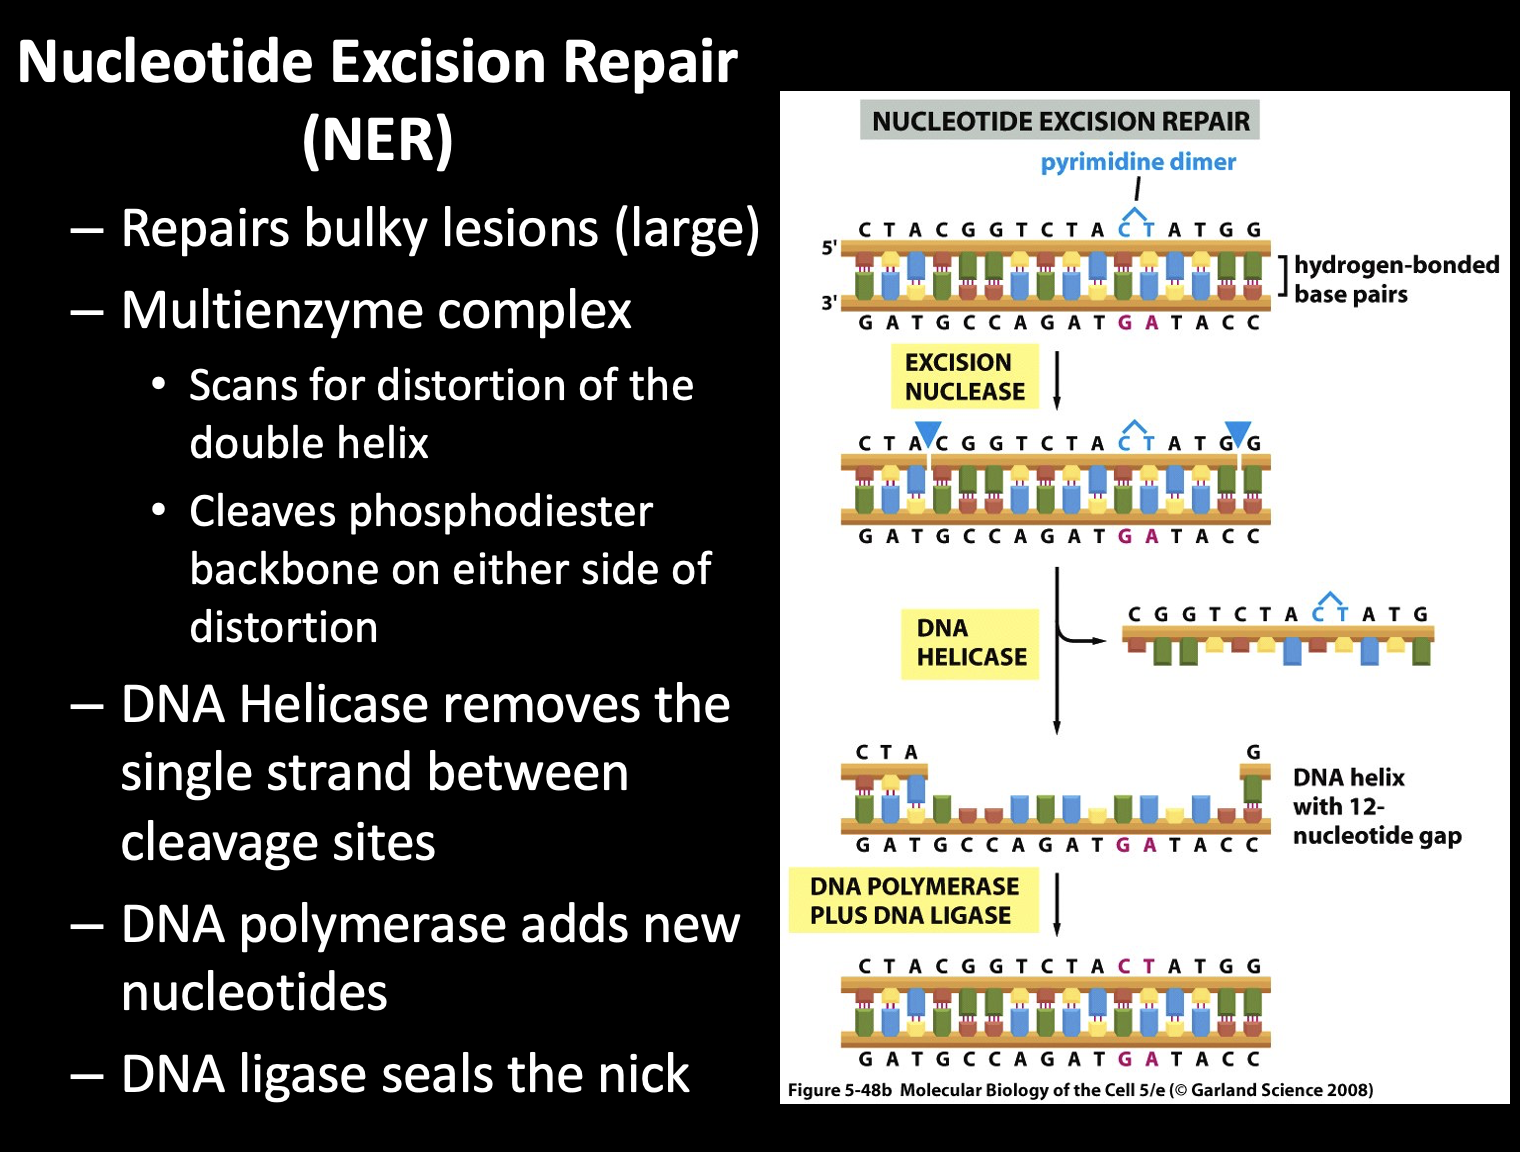 Nucleotide Excision Repair
(NER)
– Repairs bulky lesions (large)
– Multienzyme complex
• Scans for distortion of the
double helix
• Cleaves phosphodiester
backbone on either side of
distortion
– DNA Helicase removes the
single strand between
cleavage sites
– DNA polymerase adds new
nucleotides
– DNA ligase seals the nick
NUCLEOTIDE EXCISION REPAIR
pyrimidine dimer
C T A C G G T C T A C T A T G G
5'
hydrogen-bonded
base pairs
3'
G A T G C C A G A T G A T A C C
EXCISION
NUCLEASE
C T A C G G T C T A C T A T G G
G A T G C C A G A T G A T A C C
DNA
HELICASE
C G G T C T A C T A T G
C T A G
DNA helix
with 12-
nucleotide gap
G A T G C C A G A T G A T A C C
DNA POLYMERASE
PLUS DNA LIGASE
C T A C G G T C T A C T A T G G
G A T G C C A G A T G A T A C C
Figure 5-48b Molecular Biology of the Cell 5/e (© Garland Science 2008)